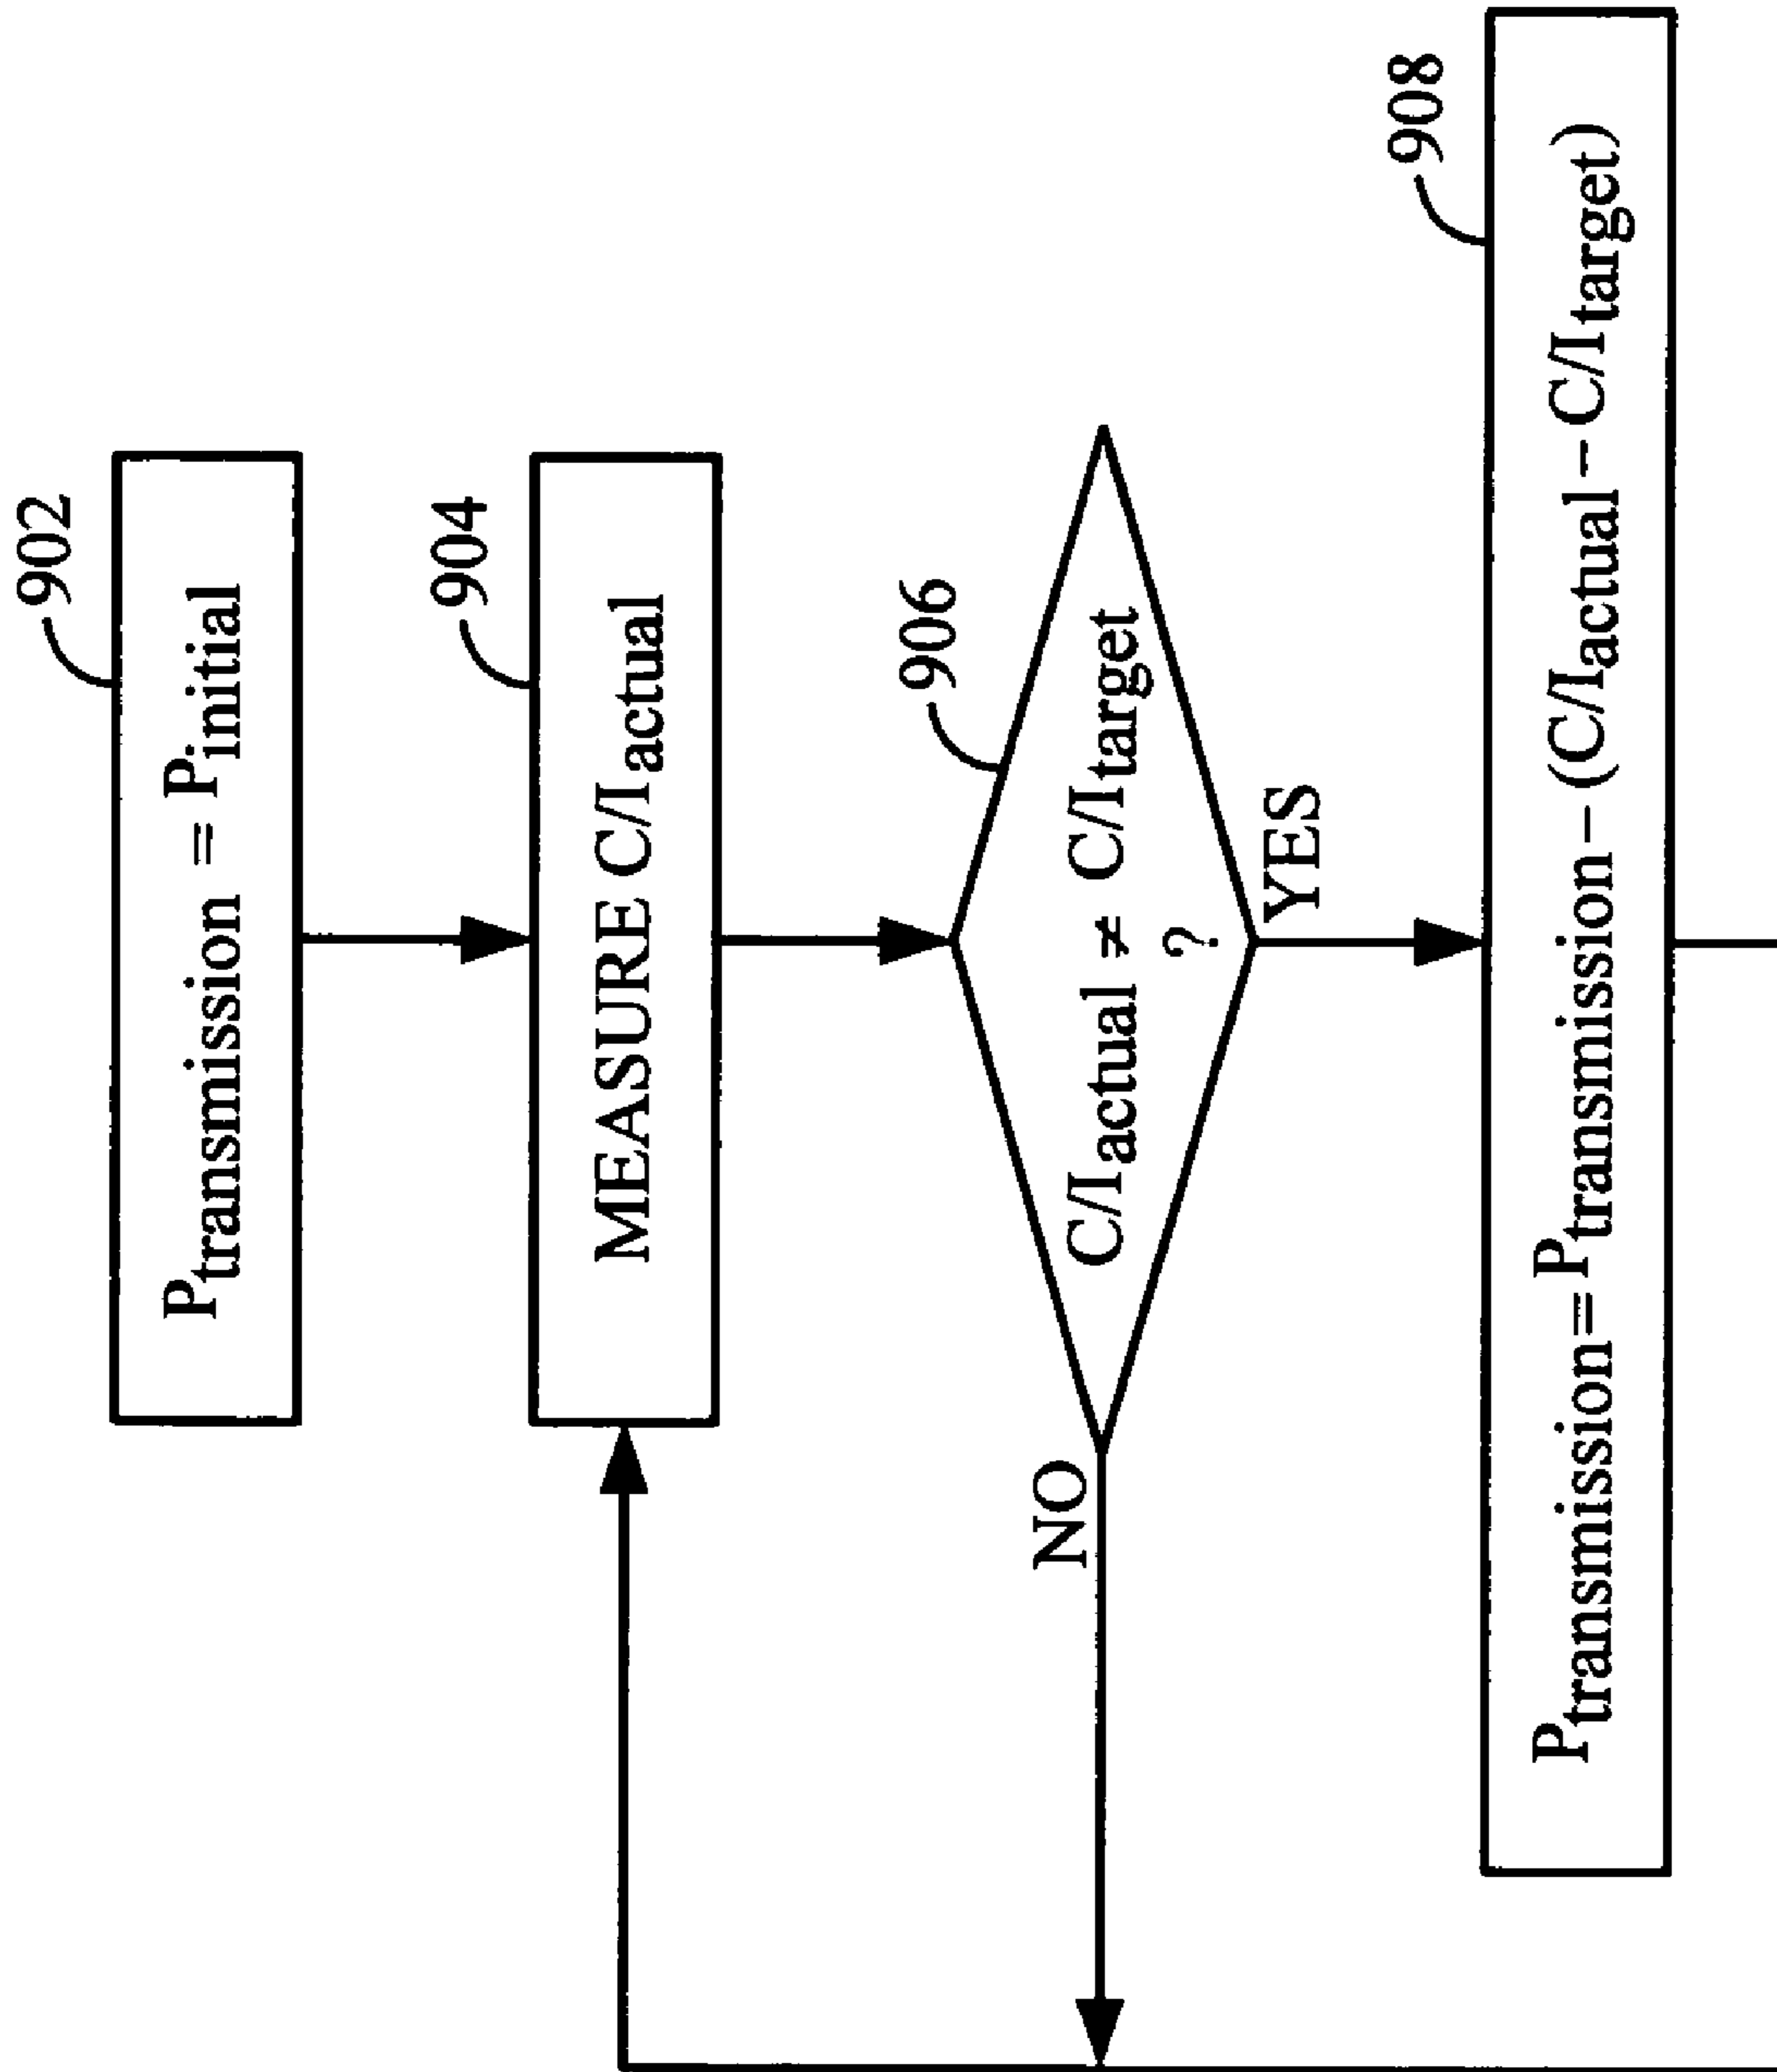 902
P_transmission = P_initial
904
MEASURE C/I_actual
906
C/I_actual ≠ C/I_target
?
NO
YES
908
P_transmission = P_transmission − (C/I_actual − C/I_target)